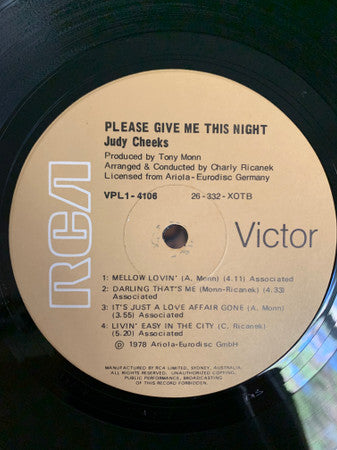 PLEASE GIVE ME THIS NIGHT
Judy Cheeks
Produced by Tony Monn
Arranged & Conducted by Charly Ricanek
Licensed from Ariola-Eurodisc Germany
VPL1-4106 26-332-XOTB
RCA Victor
1: MELLOW LOVIN' (A. Monn) (4.11) Associated
2: DARLING THAT'S ME (Monn-Ricanek) (4.33)
Associated
3: IT'S JUST A LOVE AFFAIR GONE (A. Monn)
(3.55) Associated
4: LIVIN' EASY IN THE CITY (C. Ricanek)
(5.20) Associated
Ⓟ 1978 Ariola-Eurodisc GmbH
MANUFACTURED BY RCA LIMITED, SYDNEY, AUSTRALIA.
ALL RIGHTS RESERVED. UNAUTHORIZED COPYING,
PUBLIC PERFORMANCE, BROADCASTING
OF THIS RECORD FORBIDDEN.